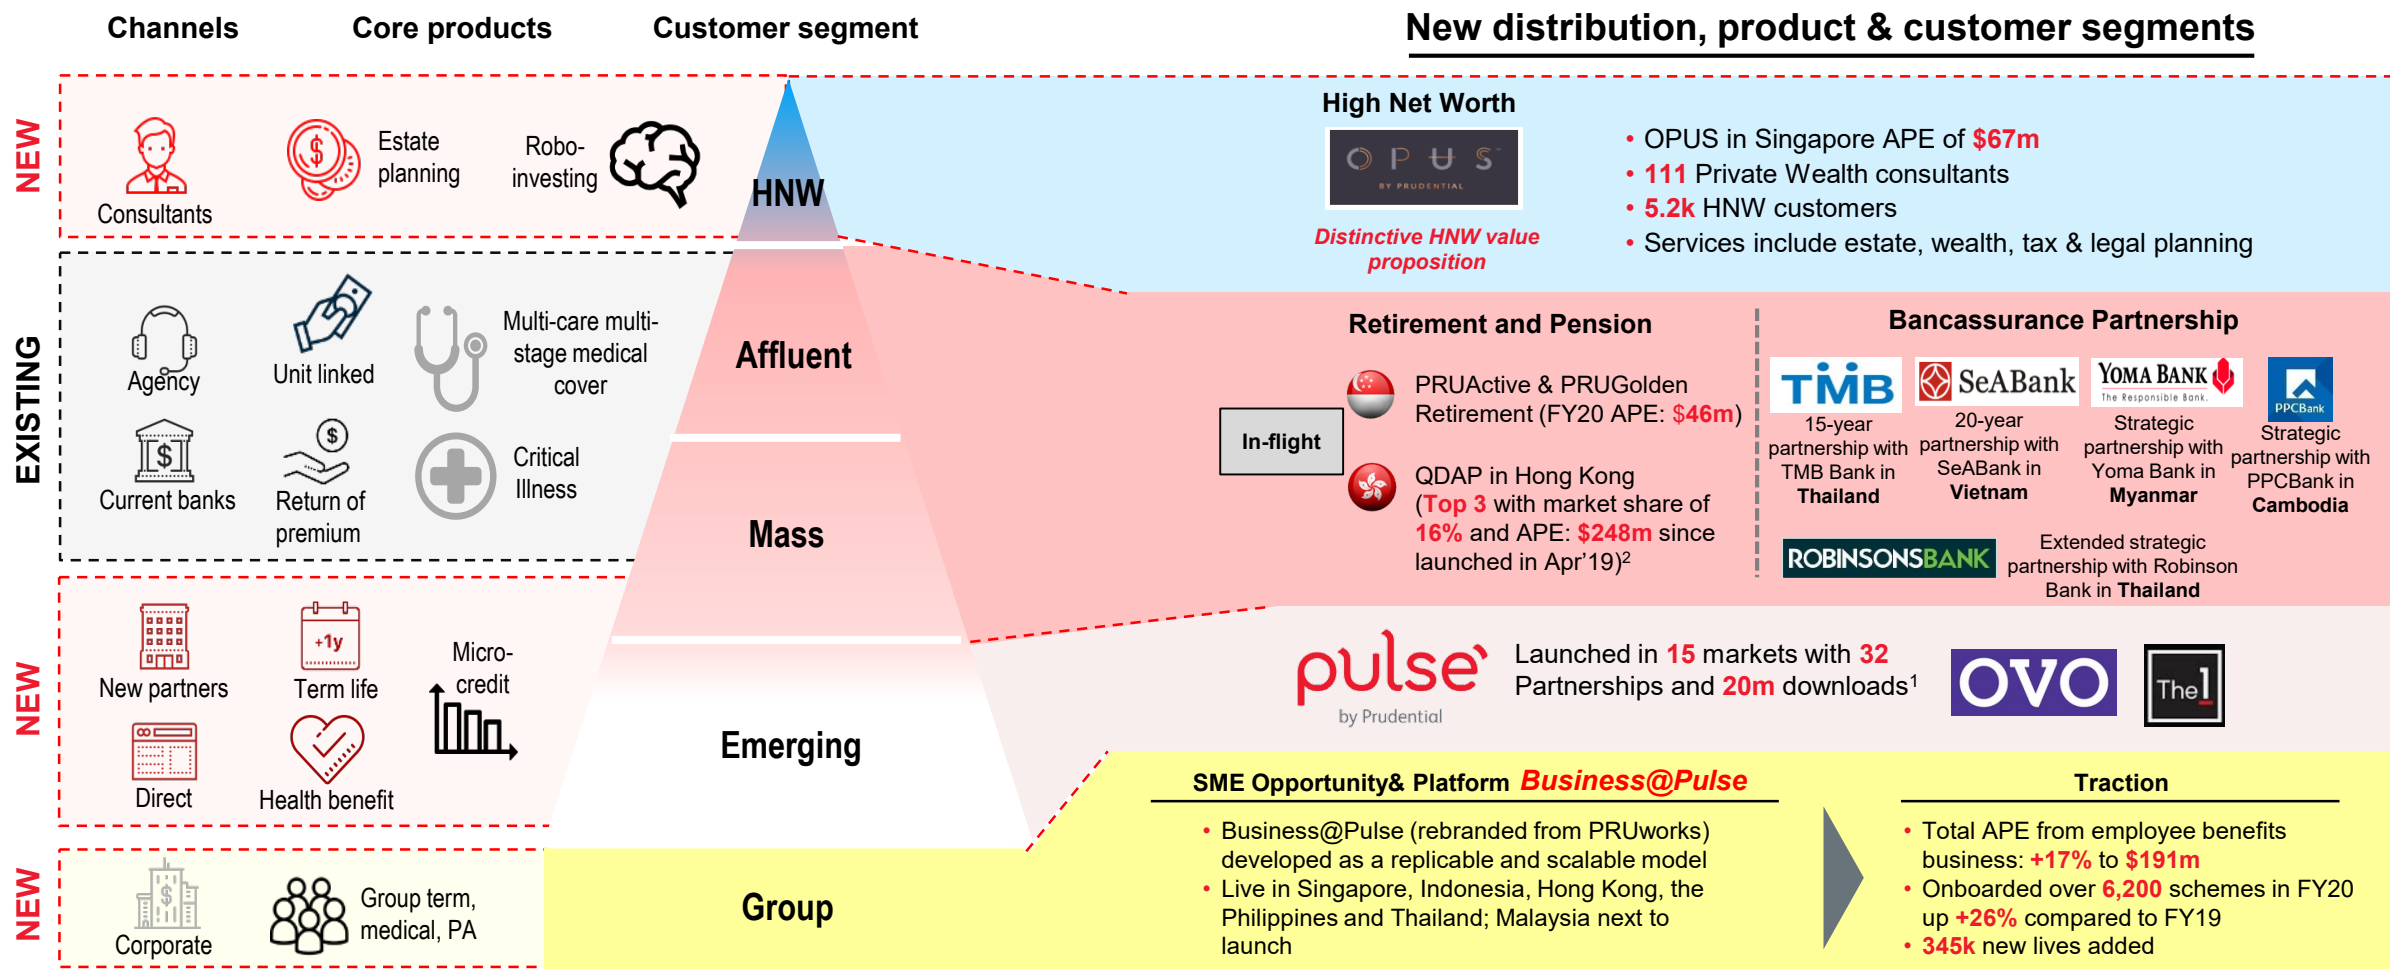 Channels
Core products
Customer segment
New distribution, product & customer segments
NEW
Consultants
$
Estate
planning
Robo-
investing
HNW
High Net Worth
OPUS
BY PRUDENTIAL
Distinctive HNW value
proposition
• OPUS in Singapore APE of $67m
• 111 Private Wealth consultants
• 5.2k HNW customers
• Services include estate, wealth, tax & legal planning
EXISTING
Agency
Unit linked
Multi-care multi-
stage medical
cover
$
Current banks
$
Return of
premium
Critical
Illness
Affluent
Mass
In-flight
Retirement and Pension
PRUActive & PRUGolden
Retirement (FY20 APE: $46m)
QDAP in Hong Kong
(Top 3 with market share of
16% and APE: $248m since
launched in Apr’19)2
Bancassurance Partnership
TMB
15-year
partnership with
TMB Bank in
Thailand
SeABank
20-year
partnership with
SeABank in
Vietnam
YOMA BANK
The Responsible Bank.
Strategic
partnership with
Yoma Bank in
Myanmar
PPCBank
Strategic
partnership with
PPCBank in
Cambodia
ROBINSONSBANK
Extended strategic
partnership with Robinson
Bank in Thailand
NEW
New partners
+1y
Term life
Micro-
credit
Direct
Health benefit
Emerging
pulse
by Prudential
Launched in 15 markets with 32
Partnerships and 20m downloads1
OVO
The1
NEW
$
Corporate
Group term,
medical, PA
Group
SME Opportunity& Platform Business@Pulse
• Business@Pulse (rebranded from PRUworks)
developed as a replicable and scalable model
• Live in Singapore, Indonesia, Hong Kong, the
Philippines and Thailand; Malaysia next to
launch
Traction
• Total APE from employee benefits
business: +17% to $191m
• Onboarded over 6,200 schemes in FY20
up +26% compared to FY19
• 345k new lives added